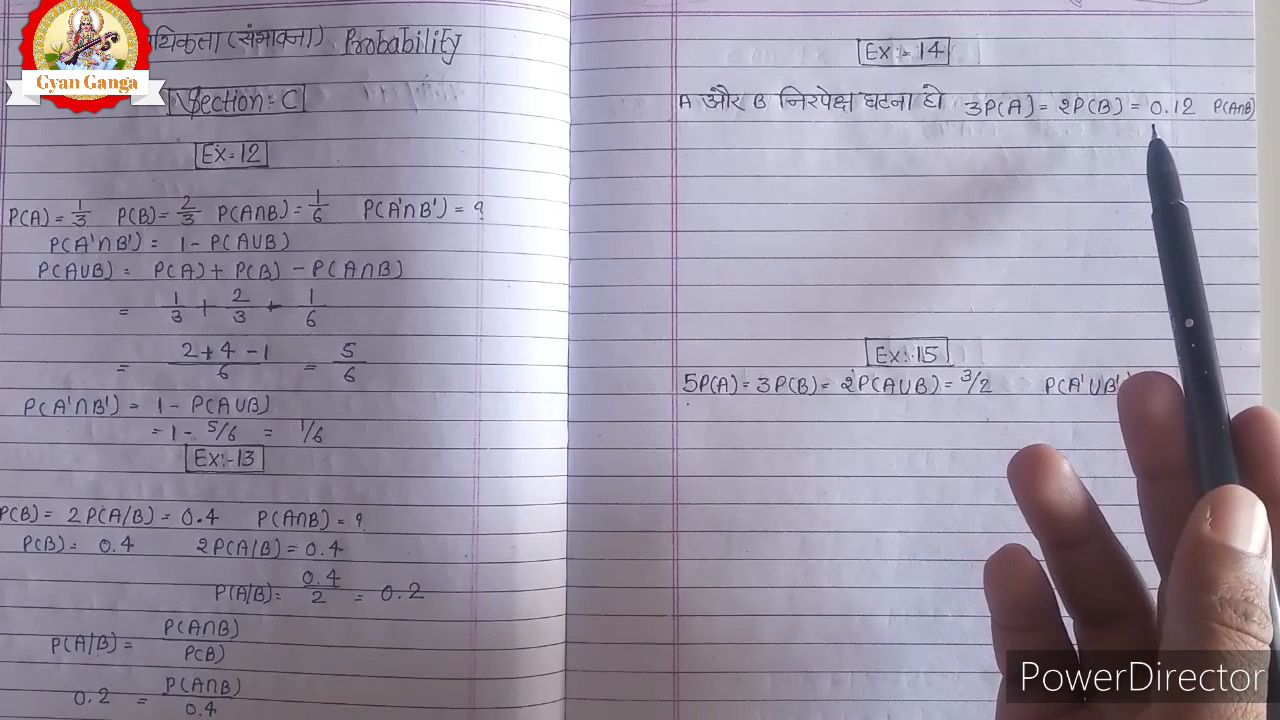 Gyan Ganga
(संभावना) Probability
Section:- C
Ex:- 12
P(A) = 1/3 P(B) = 2/3 P(A∩B) = 1/6 P(A'∩B') = ?
P(A'∩B') = 1 - P(A∪B)
P(A∪B) = P(A) + P(B) - P(A∩B)
= 1/3 + 2/3 - 1/6
= 2+4-1/6 = 5/6
P(A'∩B') = 1 - P(A∪B)
= 1 - 5/6 = 1/6
Ex:- 13
P(B) = 2P(A/B) = 0.4 P(A∩B) = ?
P(B) = 0.4 2P(A/B) = 0.4
P(A/B) = 0.4/2 = 0.2
P(A/B) = P(A∩B)/P(B)
0.2 = P(A∩B)/0.4
Ex:- 14
A और B निरपेक्ष घटना हो 3P(A) = 2P(B) = 0.12 P(A∩B)
Ex:- 15
5P(A) = 3P(B) = 2P(A∪B) = 3/2 P(A'∪B')
PowerDirector